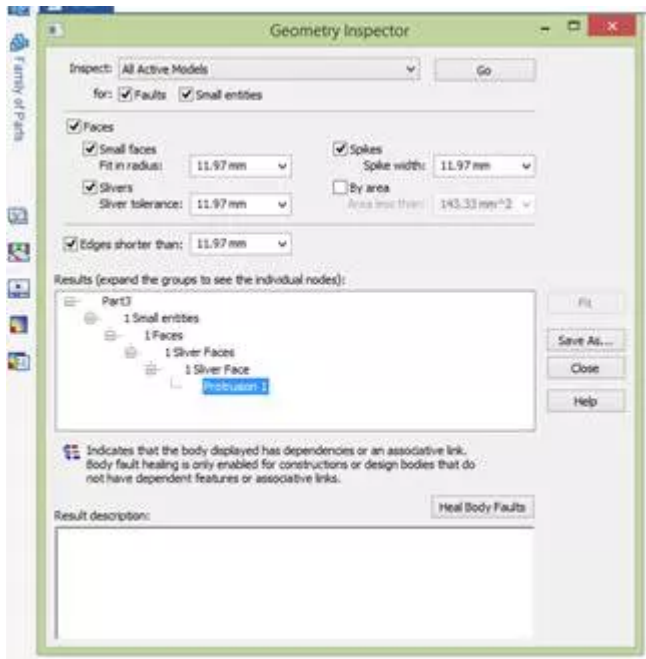 Geometry Inspector
Inspect: All Active Models
Go
for: Faults Small entities
Faces
Small faces
Fit in radius: 11.97 mm
Spikes
Spike width: 11.97 mm
Slivers
Sliver tolerance: 11.97 mm
By area
Area less than: 143.33 mm^2
Edges shorter than: 11.97 mm
Results (expand the groups to see the individual nodes):
Part3
1 Small entities
1 Faces
1 Sliver Faces
1 Sliver Face
Protrusion 1
Fit
Save As...
Close
Help
Indicates that the body displayed has dependencies or an associative link.
Body fault healing is only enabled for constructions or design bodies that do
not have dependent features or associative links.
Heal Body Faults
Result description:
Family of Parts